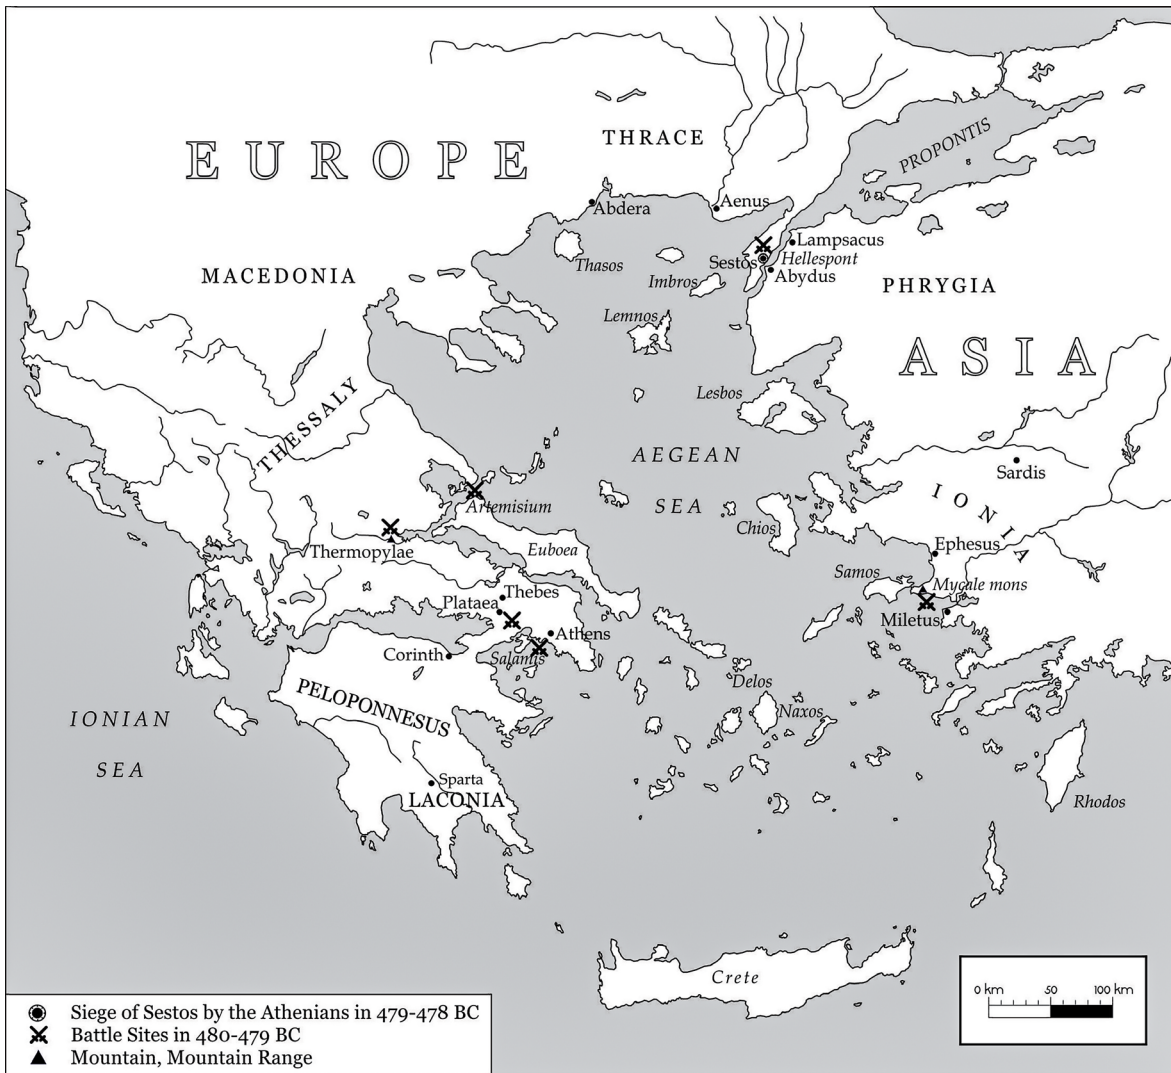 EUROPE
THRACE
PROPONTIS
Abdera
Aenus
Thasos
Lampsacus
Sestos
Hellespont
Abydus
MACEDONIA
Imbros
PHRYGIA
Lemnos
ASIA
THESSALY
Lesbos
AEGEAN
SEA
Sardis
IONIA
Artemisium
Chios
Thermopylae
Euboea
Ephesus
Samos
Mycale mons
Thebes
Plataea
Miletus
Athens
Corinth
Salamis
Delos
PELOPONNESUS
Naxos
IONIAN
SEA
Sparta
LACONIA
Rhodos
Crete
0 km 50 100 km
Siege of Sestos by the Athenians in 479-478 BC
Battle Sites in 480-479 BC
Mountain, Mountain Range